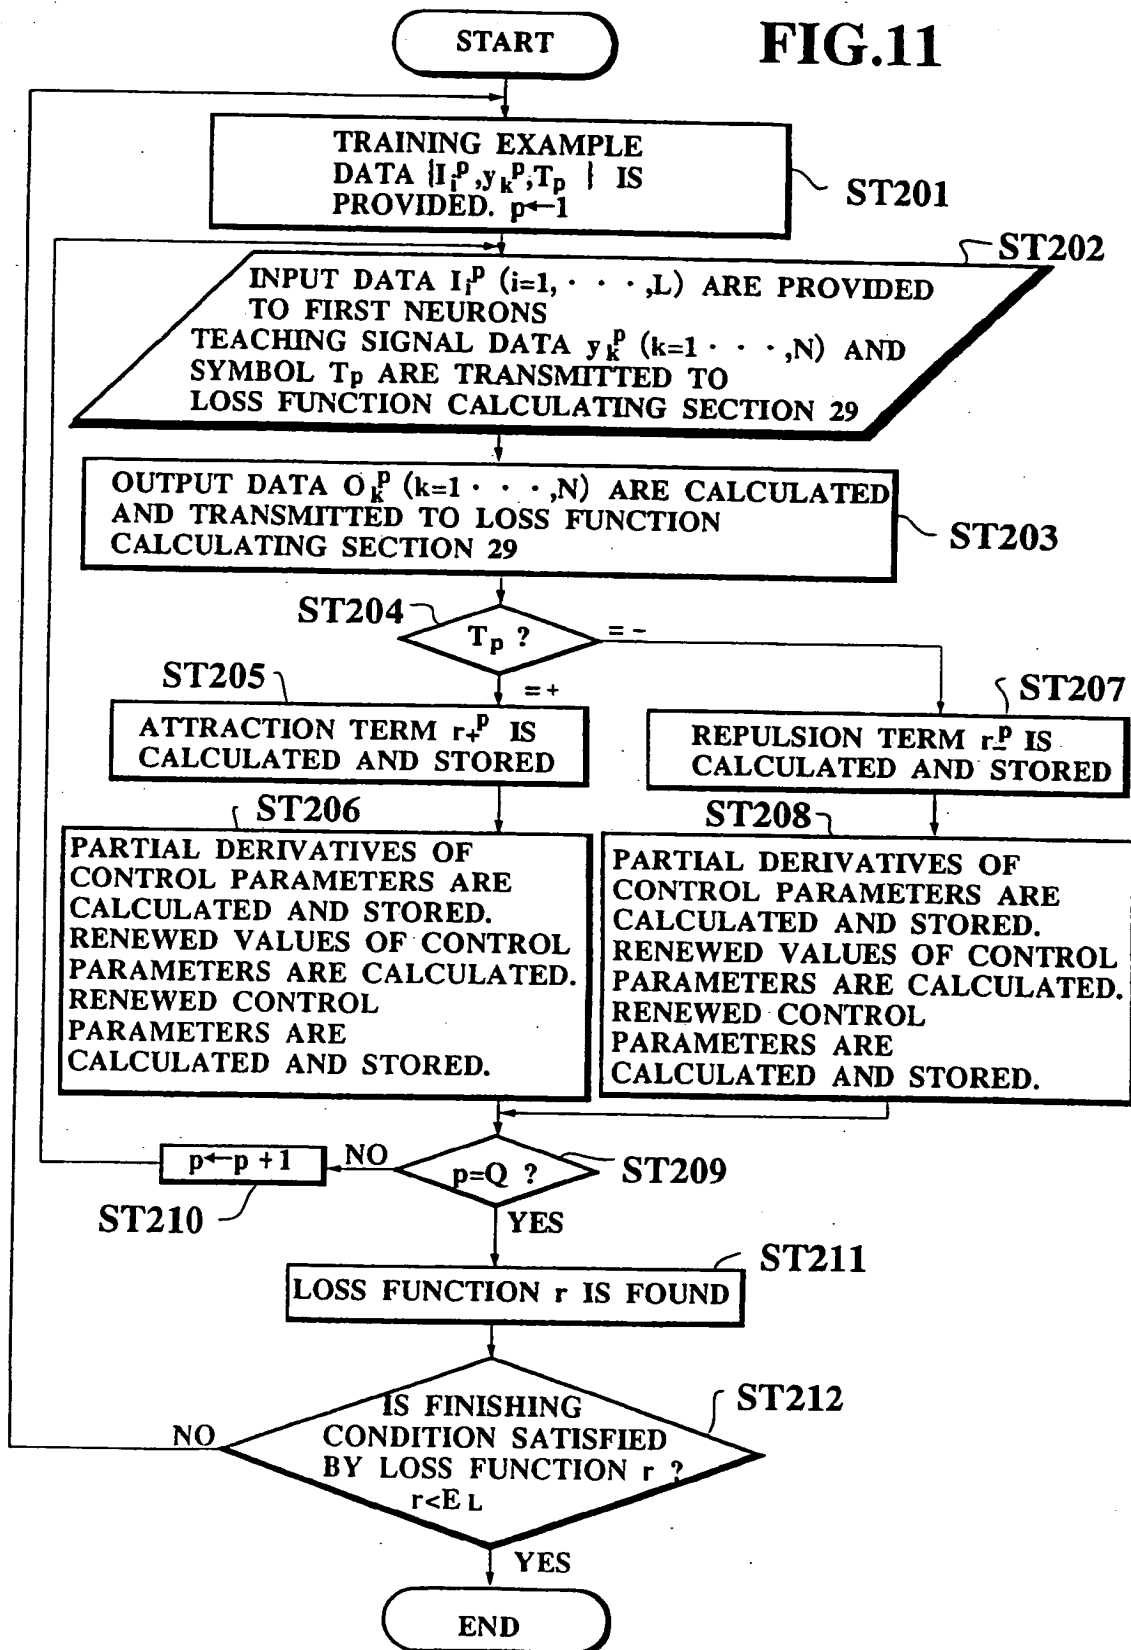 FIG.11
START
TRAINING EXAMPLE
DATA {I_i^p, y_k^p, T_p } IS
PROVIDED. p←1
ST201
ST202
INPUT DATA I_i^p (i=1, · · · ,L) ARE PROVIDED
TO FIRST NEURONS
TEACHING SIGNAL DATA y_k^p (k=1 · · · ,N) AND
SYMBOL T_p ARE TRANSMITTED TO
LOSS FUNCTION CALCULATING SECTION 29
OUTPUT DATA O_k^p (k=1 · · · ,N) ARE CALCULATED
AND TRANSMITTED TO LOSS FUNCTION
CALCULATING SECTION 29
ST203
ST204
T_p ?
= -
= +
ST205
ATTRACTION TERM r_+^p IS
CALCULATED AND STORED
ST207
REPULSION TERM r_-^p IS
CALCULATED AND STORED
ST206
PARTIAL DERIVATIVES OF
CONTROL PARAMETERS ARE
CALCULATED AND STORED.
RENEWED VALUES OF CONTROL
PARAMETERS ARE CALCULATED.
RENEWED CONTROL
PARAMETERS ARE
CALCULATED AND STORED.
ST208
PARTIAL DERIVATIVES OF
CONTROL PARAMETERS ARE
CALCULATED AND STORED.
RENEWED VALUES OF CONTROL
PARAMETERS ARE CALCULATED.
RENEWED CONTROL
PARAMETERS ARE
CALCULATED AND STORED.
p←p +1
NO
p=Q ?
ST209
ST210
YES
ST211
LOSS FUNCTION r IS FOUND
ST212
NO
IS FINISHING
CONDITION SATISFIED
BY LOSS FUNCTION r ?
r<E_L
YES
END